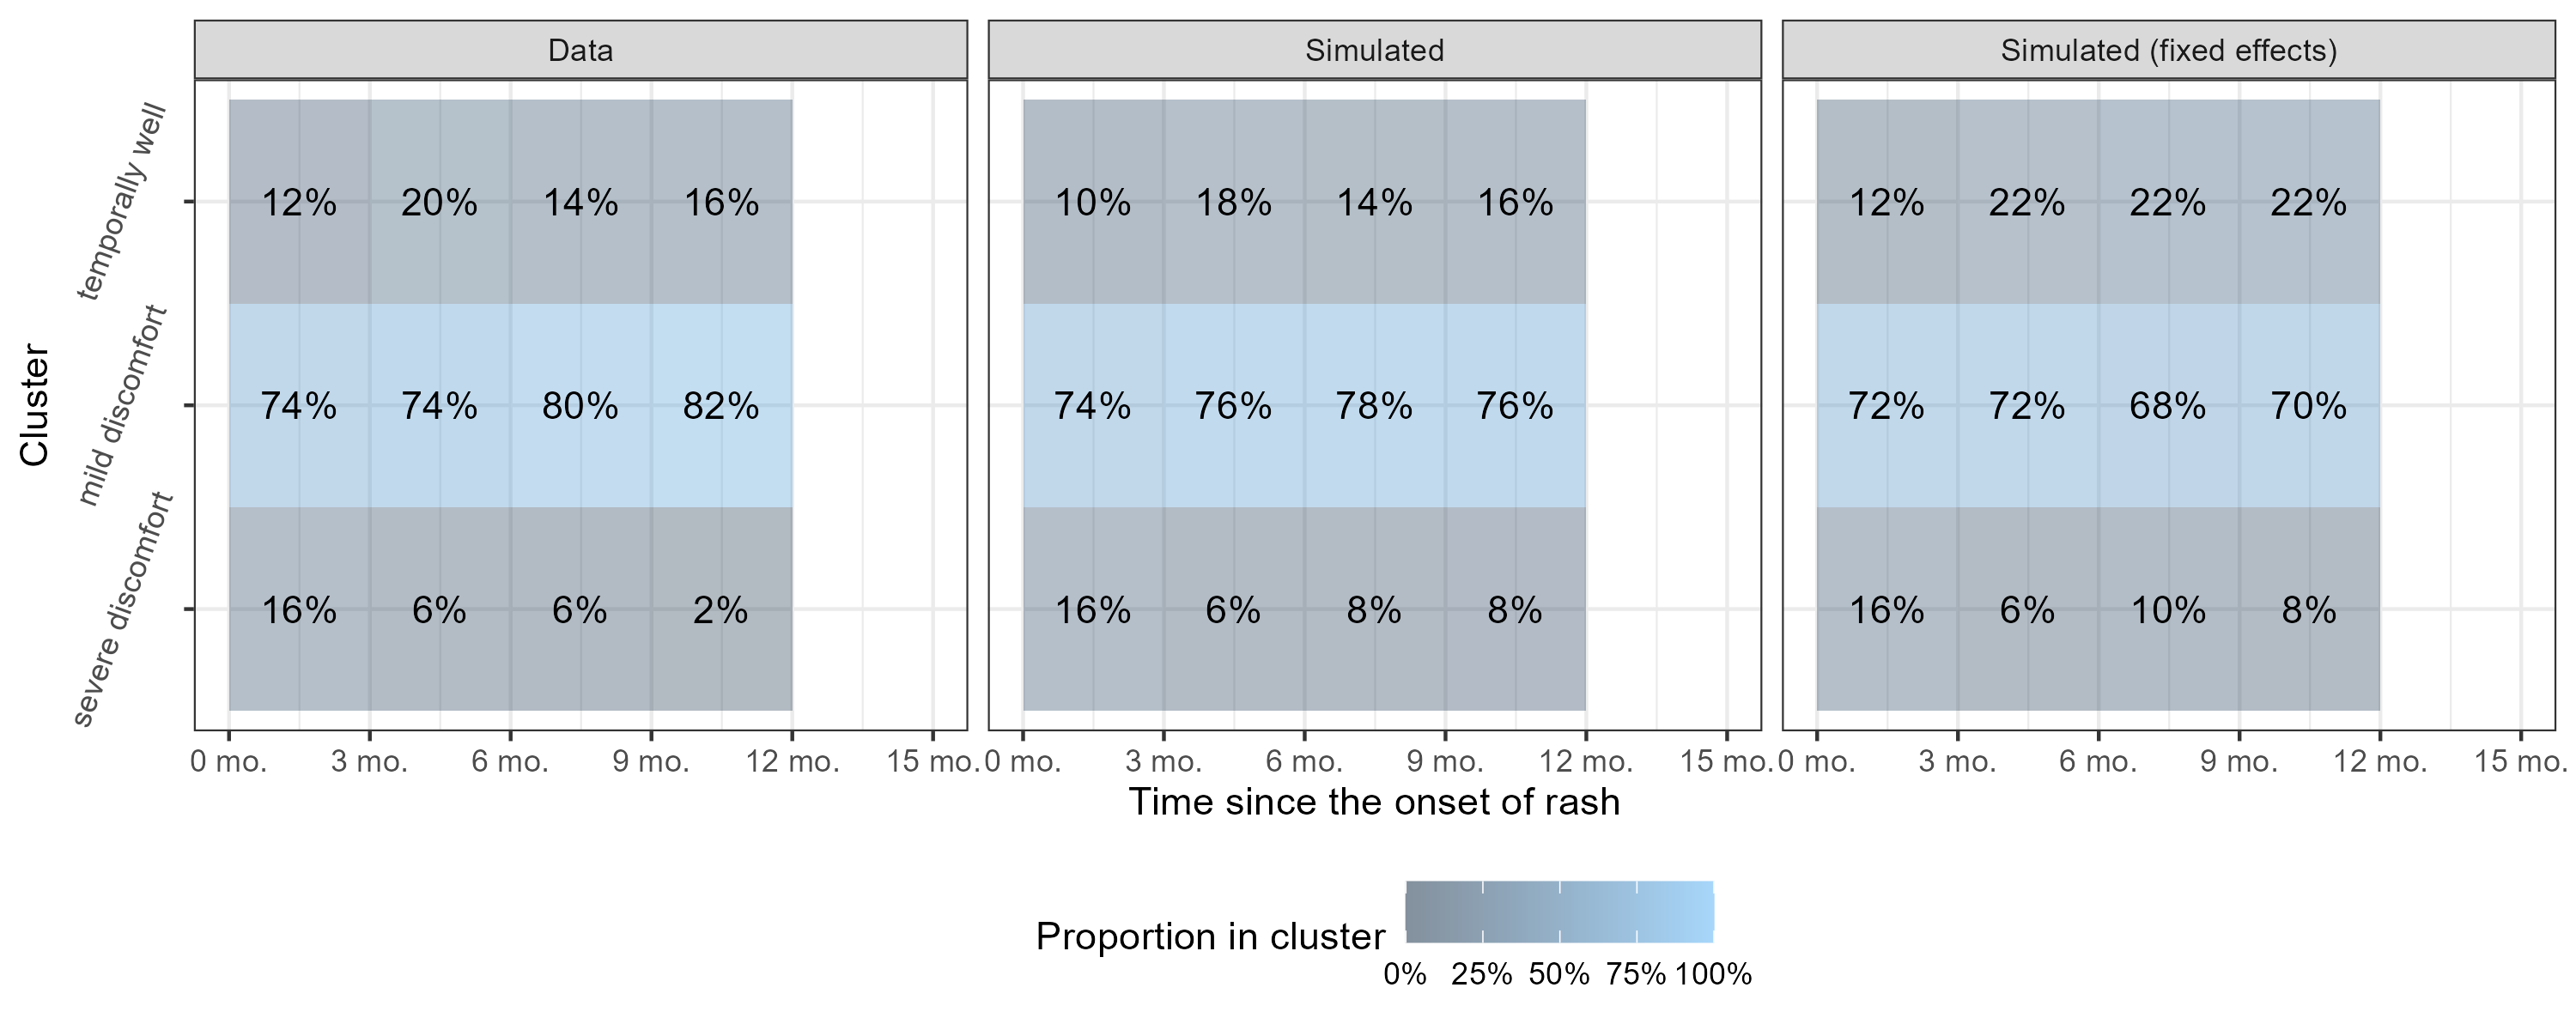 Data
Simulated
Simulated (fixed effects)
Cluster
temporally well
12% 20% 14% 16%
10% 18% 14% 16%
12% 22% 22% 22%
mild discomfort
74% 74% 80% 82%
74% 76% 78% 76%
72% 72% 68% 70%
severe discomfort
16% 6% 6% 2%
16% 6% 8% 8%
16% 6% 10% 8%
0 mo. 3 mo. 6 mo. 9 mo. 12 mo. 15 mo.
0 mo. 3 mo. 6 mo. 9 mo. 12 mo. 15 mo.
0 mo. 3 mo. 6 mo. 9 mo. 12 mo. 15 mo.
Time since the onset of rash
Proportion in cluster
0% 25% 50% 75% 100%